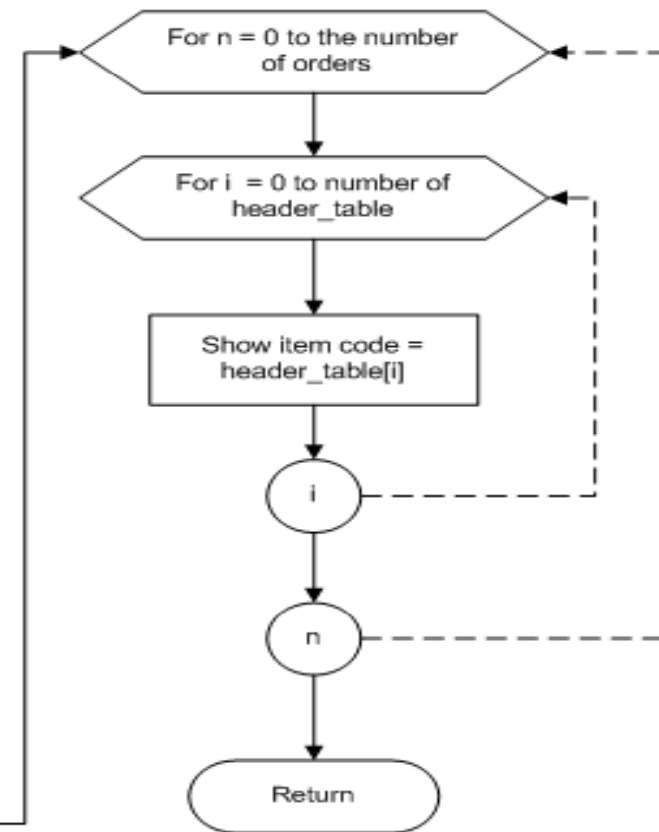 For n = 0 to the number
of orders
For i = 0 to number of
header_table
Show item code =
header_table[i]
i
n
Return